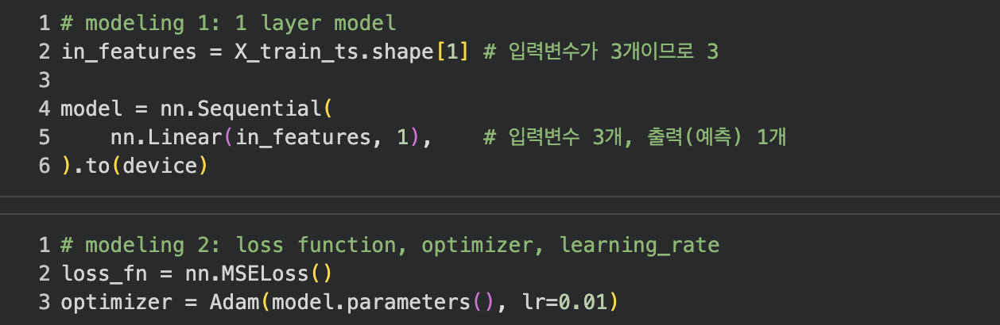 1 # modeling 1: 1 layer model
2 in_features = X_train_ts.shape[1] # 입력변수가 3개이므로 3
3
4 model = nn.Sequential(
5     nn.Linear(in_features, 1),    # 입력변수 3개, 출력(예측) 1개
6 ).to(device)
1 # modeling 2: loss function, optimizer, learning_rate
2 loss_fn = nn.MSELoss()
3 optimizer = Adam(model.parameters(), lr=0.01)